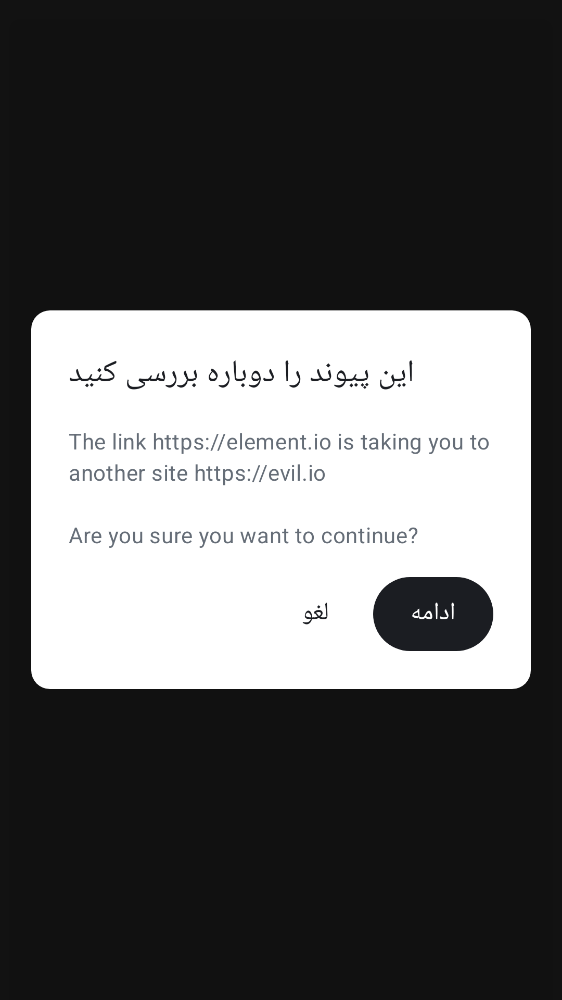 این پیوند را دوباره بررسی کنید
The link https://element.io is taking you to
another site https://evil.io
Are you sure you want to continue?
لغو
ادامه